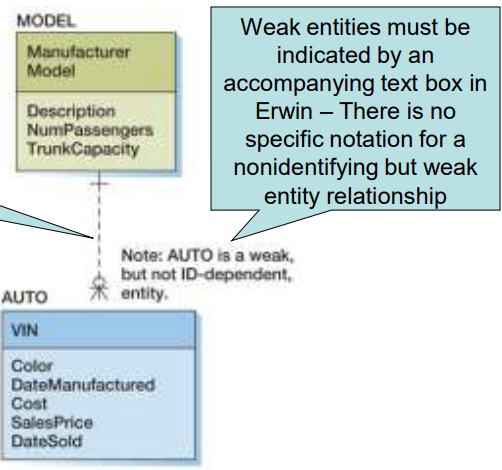 MODEL
Manufacturer
Model
Description
NumPassengers
TrunkCapacity
Weak entities must be
indicated by an
accompanying text box in
Erwin – There is no
specific notation for a
nonidentifying but weak
entity relationship
Note: AUTO is a weak,
but not ID-dependent,
entity.
AUTO
VIN
Color
DateManufactured
Cost
SalesPrice
DateSold